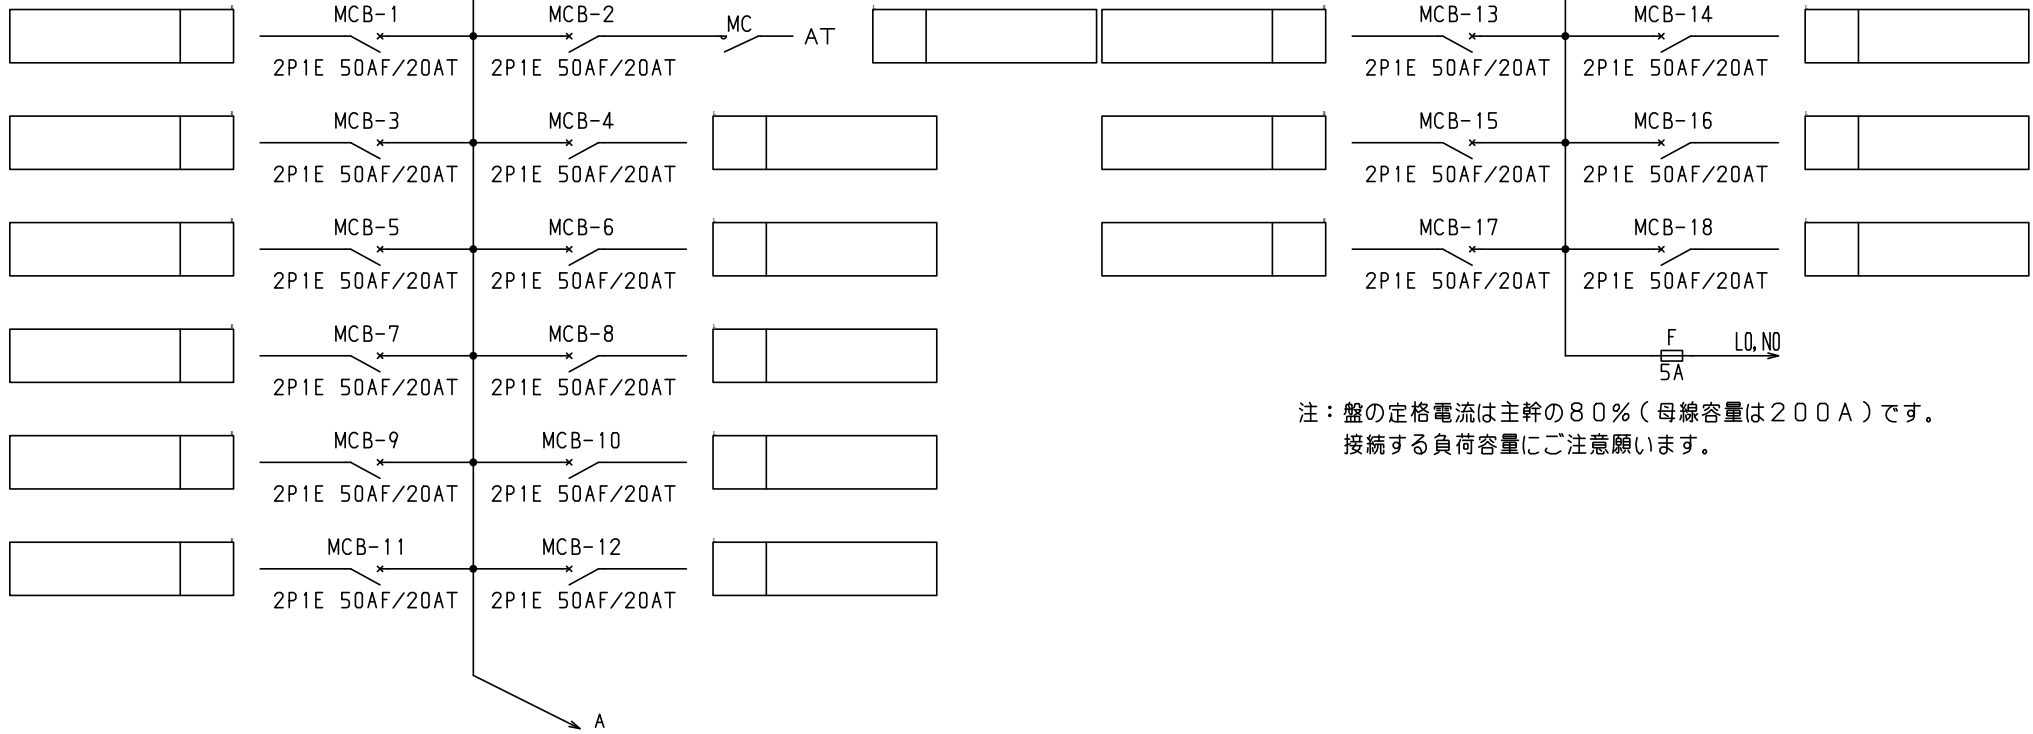 MCB-1 MCB-2 MC AT
2P1E 50AF/20AT 2P1E 50AF/20AT
MCB-3 MCB-4
2P1E 50AF/20AT 2P1E 50AF/20AT
MCB-5 MCB-6
2P1E 50AF/20AT 2P1E 50AF/20AT
MCB-7 MCB-8
2P1E 50AF/20AT 2P1E 50AF/20AT
MCB-9 MCB-10
2P1E 50AF/20AT 2P1E 50AF/20AT
MCB-11 MCB-12
2P1E 50AF/20AT 2P1E 50AF/20AT
A
MCB-13 MCB-14
2P1E 50AF/20AT 2P1E 50AF/20AT
MCB-15 MCB-16
2P1E 50AF/20AT 2P1E 50AF/20AT
MCB-17 MCB-18
2P1E 50AF/20AT 2P1E 50AF/20AT
F L0,N0
5A
注：盤の定格電流は主幹の８０％（母線容量は２００Ａ）です。
接続する負荷容量にご注意願います。